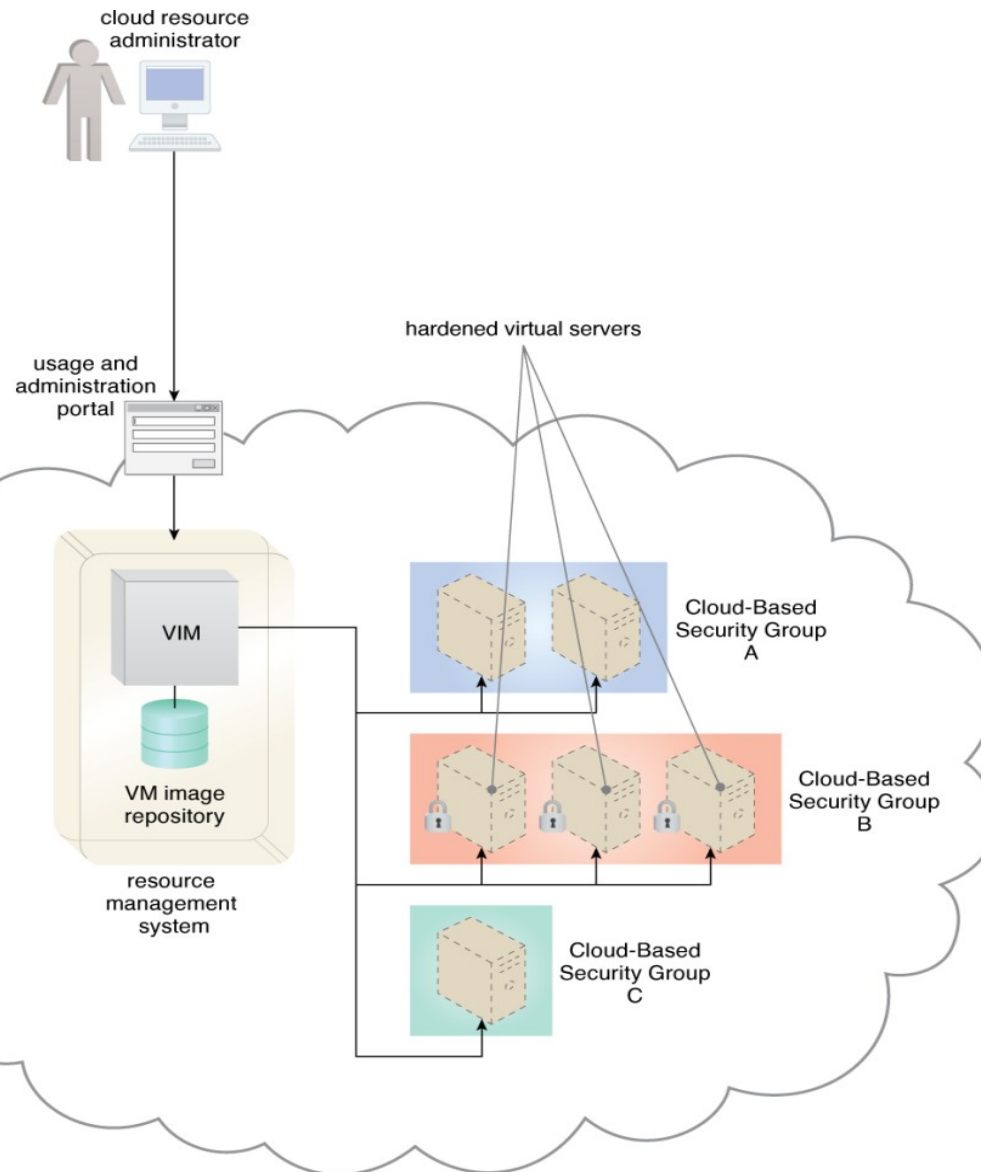 cloud resource
administrator
hardened virtual servers
usage and
administration
portal
VIM
VM image
repository
resource
management
system
Cloud-Based
Security Group
A
Cloud-Based
Security Group
B
Cloud-Based
Security Group
C